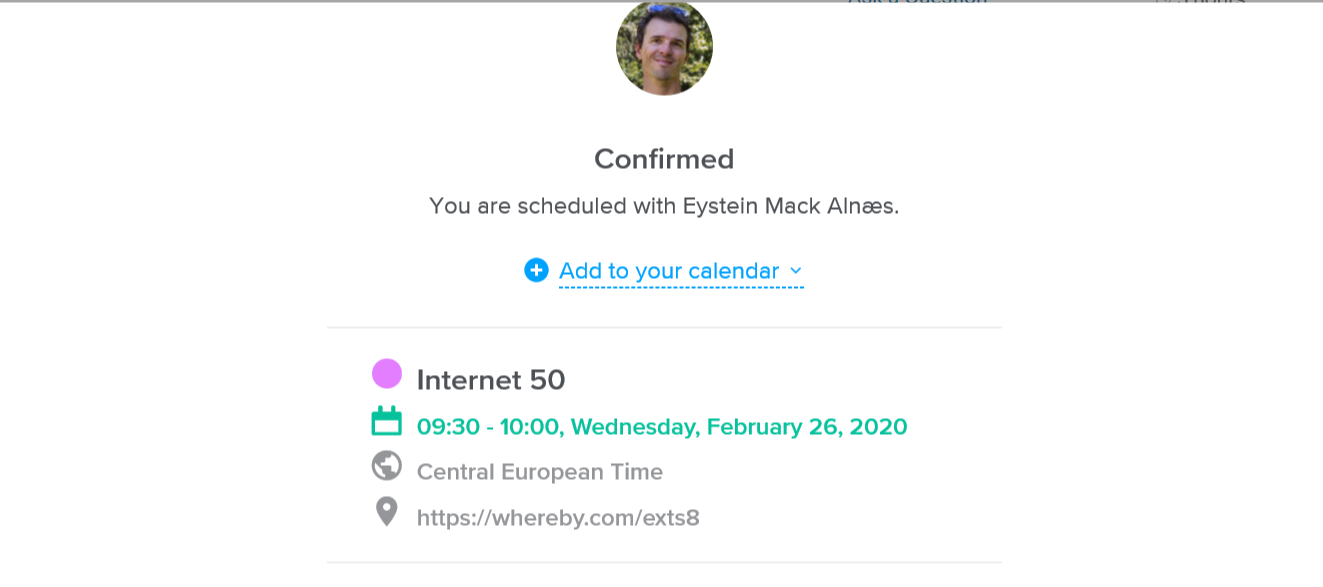 Confirmed
You are scheduled with Eystein Mack Alnæs.
Add to your calendar
Internet 50
09:30 - 10:00, Wednesday, February 26, 2020
Central European Time
https://whereby.com/exts8